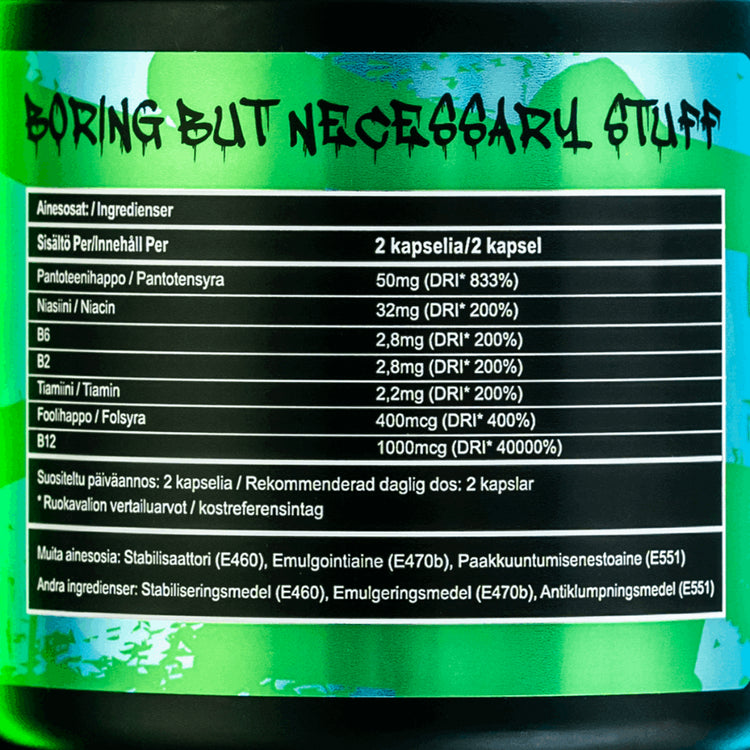 BORING BUT NECESSARY STUFF
Ainesosat: / Ingredienser
Sisältö Per/Innehåll Per 2 kapselia/2 kapsel
Pantoteenihappo / Pantotensyra 50mg (DRI* 833%)
Niasiini / Niacin 32mg (DRI* 200%)
B6 2,8mg (DRI* 200%)
B2 2,8mg (DRI* 200%)
Tiamiini / Tiamin 2,2mg (DRI* 200%)
Foolihappo / Folsyra 400mcg (DRI* 400%)
B12 1000mcg (DRI* 40000%)
Suositeltu päiväannos: 2 kapselia / Rekommenderad daglig dos: 2 kapslar
* Ruokavalion vertailuarvot / kostreferensintag
Muita ainesosia: Stabilisaattori (E460), Emulgointiaine (E470b), Paakkuuntumisenestoaine (E551)
Andra ingredienser: Stabiliseringsmedel (E460), Emulgeringsmedel (E470b), Antiklumpningsmedel (E551)